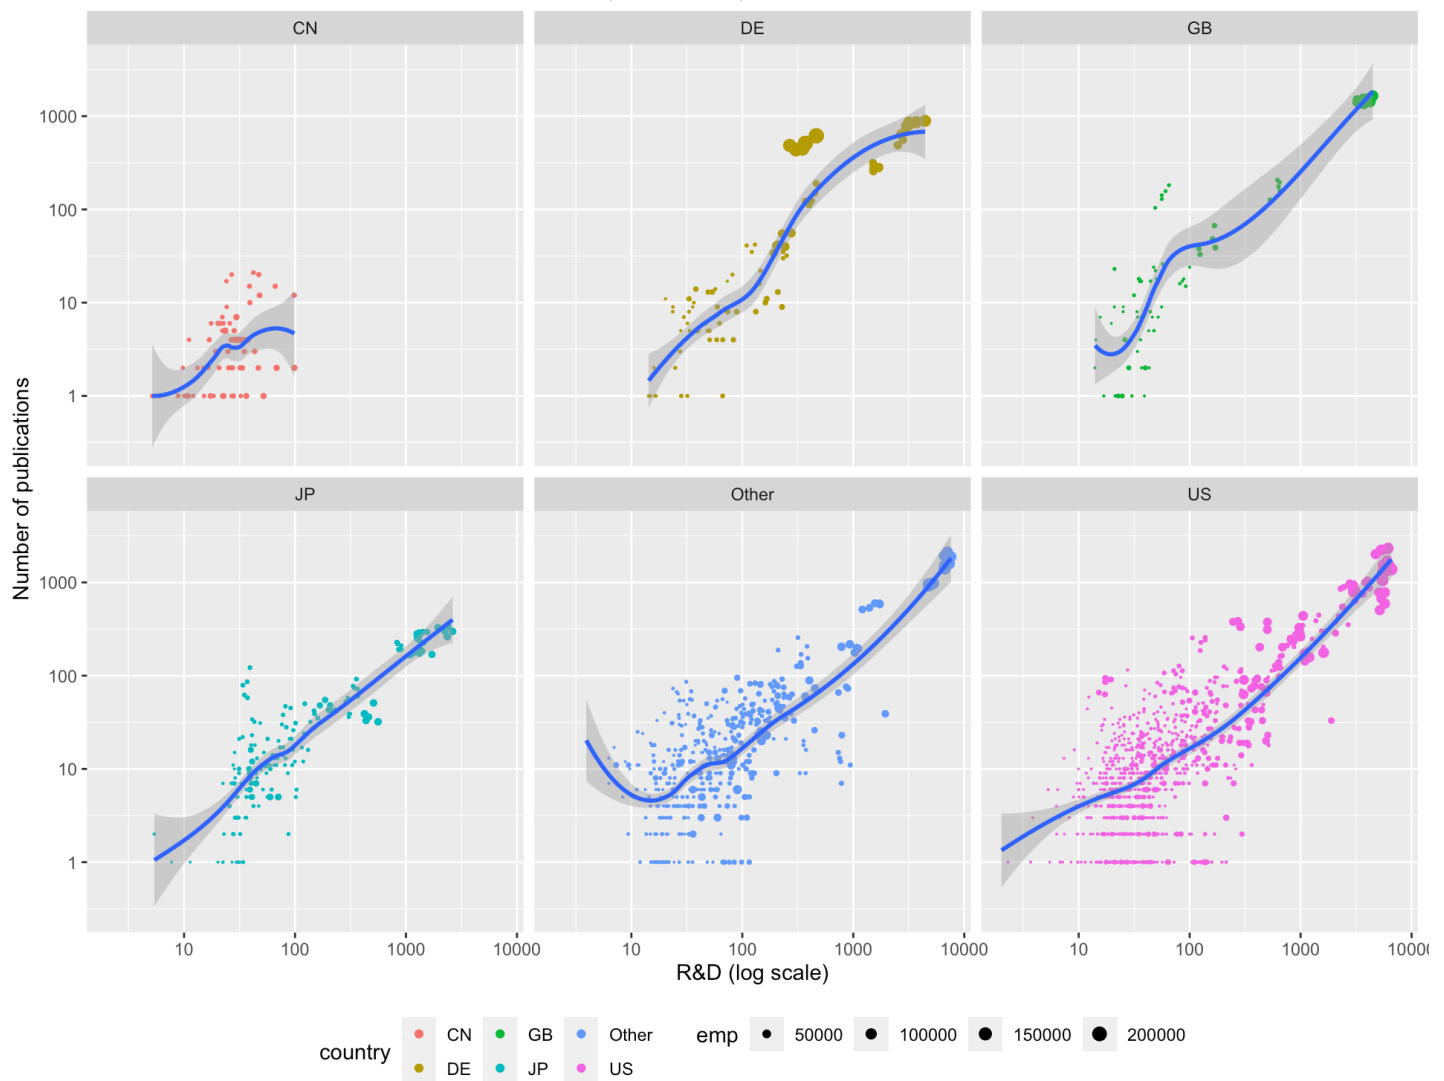 CN DE GB
1000
100
10
1
Number of publications
JP Other US
1000
100
10
1
10 100 1000 10000 10 100 1000 10000 10 100 1000 10000
R&D (log scale)
country
CN GB Other
DE JP US
emp 50000 100000 150000 200000